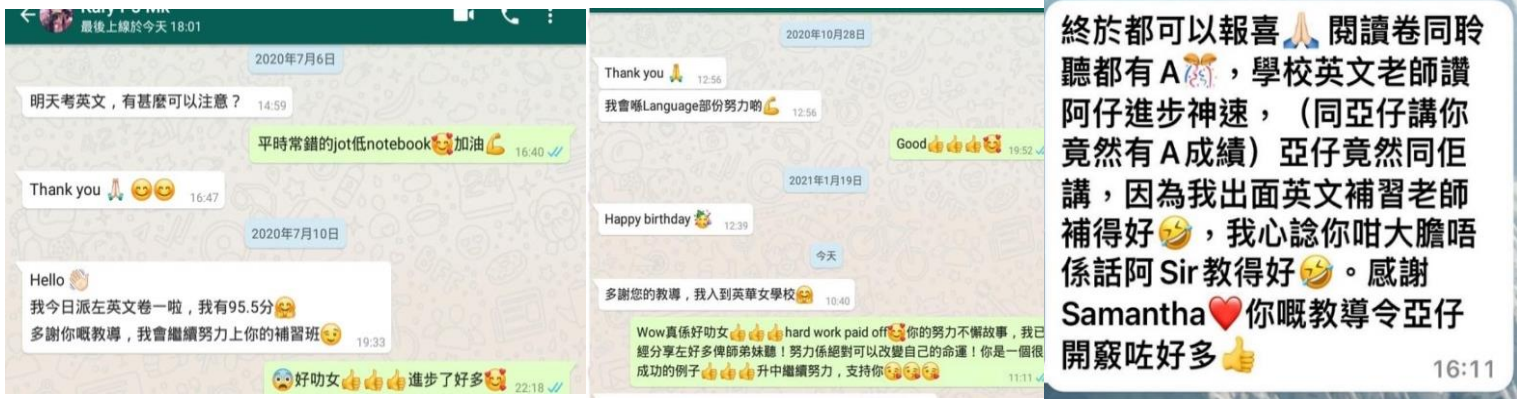 最後上線於今天 18:01
2020年7月6日
明天考英文，有甚麼可以注意？ 14:59
平時常錯的jot低notebook🥰加油💪 16:40
Thank you 🙏🏻 😊😊 16:47
2020年7月10日
Hello 👋🏻
我今日派左英文卷一啦，我有95.5分🤗
多謝你嘅教導，我會繼續努力上你的補習班😉 19:33
😨好叻女👍👍👍進步了好多🥰 22:18
2020年10月28日
Thank you 🙏 12:56
我會喺Language部份努力啲💪 12:56
Good👍👍👍🥰 19:52
2021年1月19日
Happy birthday 🥳 12:39
今天
多謝您的教導，我入到英華女學校🤗 10:40
Wow真係好叻女👍👍👍hard work paid off🥰你的努力不懈故事，我已
經分享左好多俾師弟妹聽！努力係絕對可以改變自己的命運！你是一個很
成功的例子👍👍👍升中繼續努力，支持你😘😘😘 11:11
終於都可以報喜🙏🏻 閱讀卷同聆
聽都有A🎊，學校英文老師讚
阿仔進步神速，（同亞仔講你
竟然有A成績）亞仔竟然同佢
講，因為我出面英文補習老師
補得好🤣，我心諗你咁大膽唔
係話阿Sir教得好🤣。感謝
Samantha❤️你嘅教導令亞仔
開竅咗好多👍
16:11